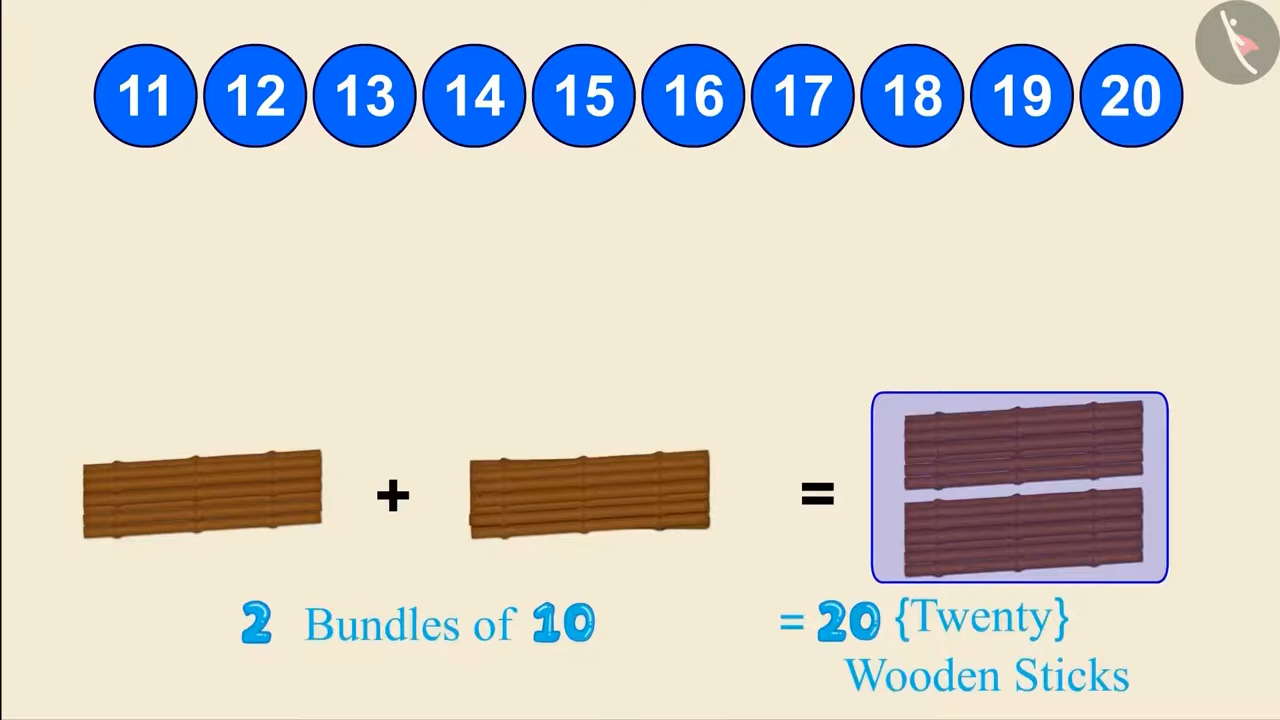 11 12 13 14 15 16 17 18 19 20
+ =
2 Bundles of 10 = 20 {Twenty}
Wooden Sticks